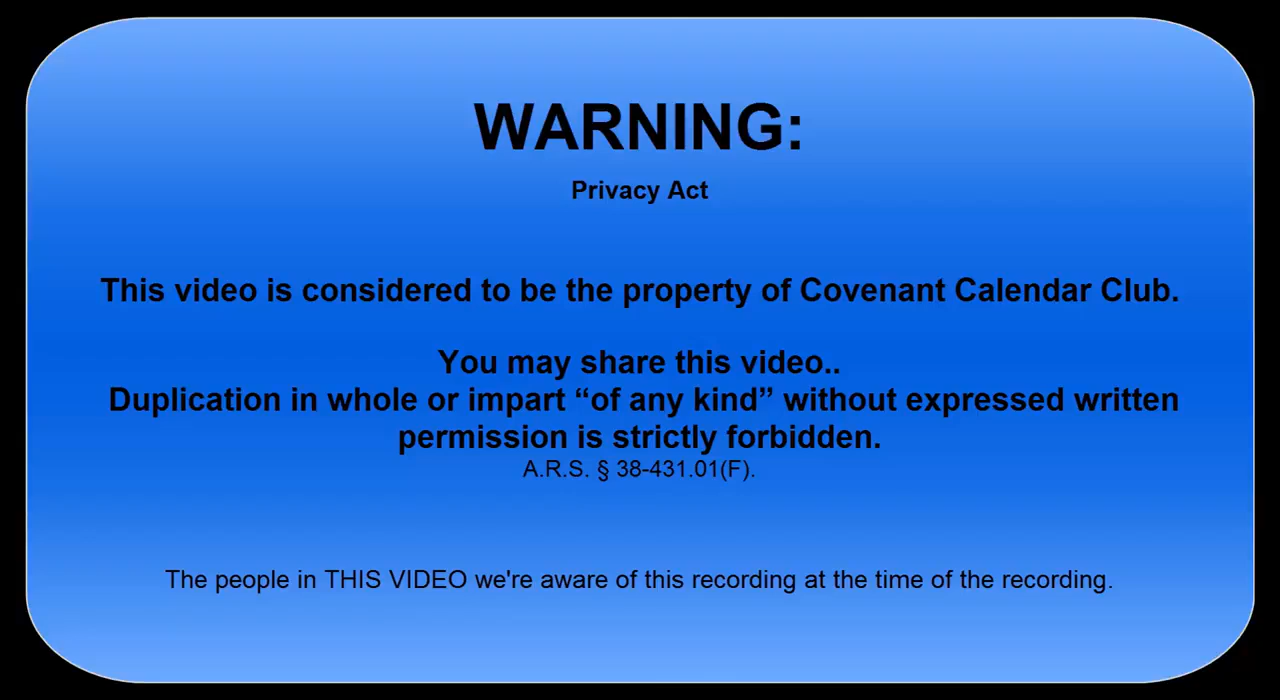 WARNING:
Privacy Act
This video is considered to be the property of Covenant Calendar Club.
You may share this video..
Duplication in whole or impart “of any kind” without expressed written
permission is strictly forbidden.
A.R.S. § 38-431.01(F).
The people in THIS VIDEO we're aware of this recording at the time of the recording.